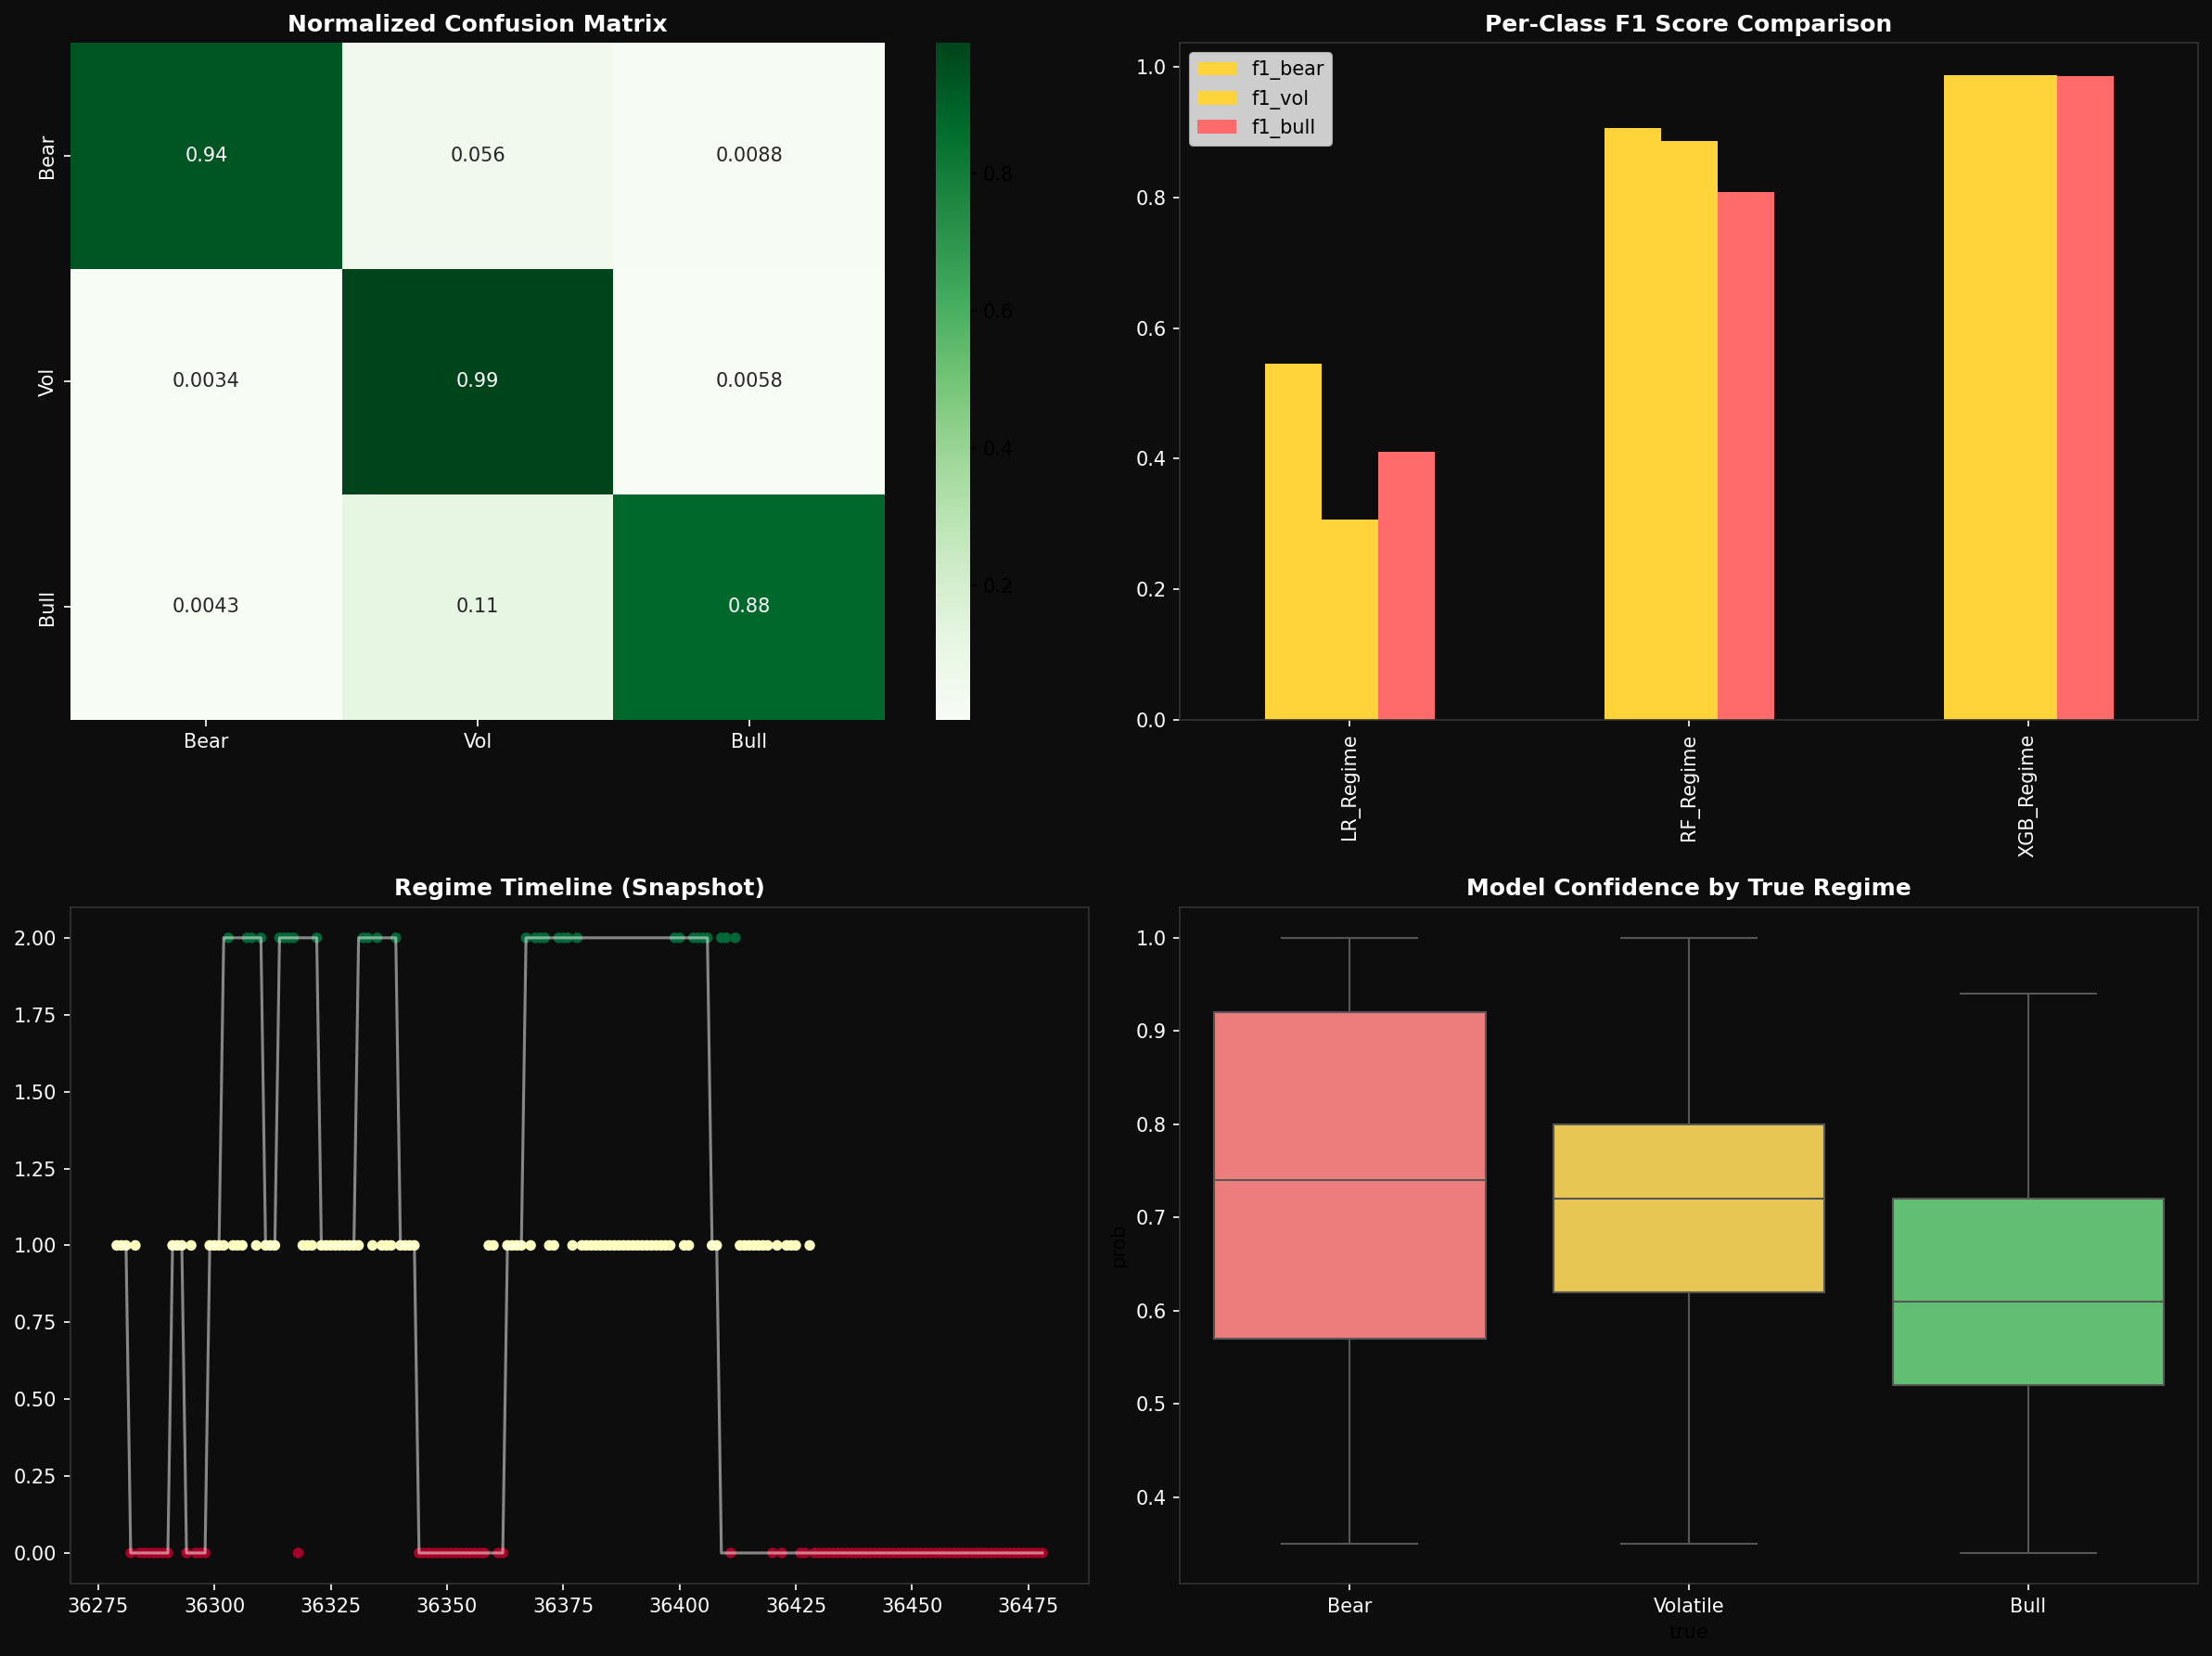 Normalized Confusion Matrix
Bear
Vol
Bull
0.94 0.056 0.0088
0.0034 0.99 0.0058
0.0043 0.11 0.88
Bear Vol Bull
0.8
0.6
0.4
0.2
Per-Class F1 Score Comparison
f1_bear
f1_vol
f1_bull
1.0
0.8
0.6
0.4
0.2
0.0
LR_Regime
RF_Regime
XGB_Regime
Regime Timeline (Snapshot)
2.00
1.75
1.50
1.25
1.00
0.75
0.50
0.25
0.00
36275 36300 36325 36350 36375 36400 36425 36450 36475
Model Confidence by True Regime
prob
1.0
0.9
0.8
0.7
0.6
0.5
0.4
Bear Volatile Bull
true